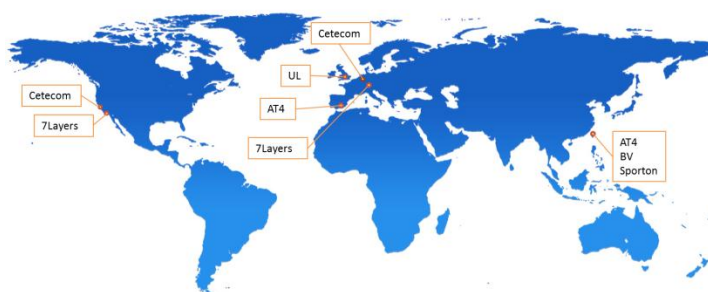 Cetecom
UL
Cetecom
AT4
7Layers
7Layers
AT4
BV
Sporton